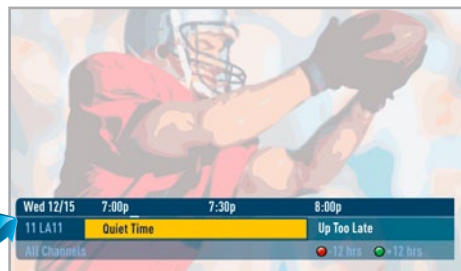 Wed 12/15 7:00p 7:30p 8:00p
11 LA11 Quiet Time Up Too Late
All Channels -12 hrs +12 hrs